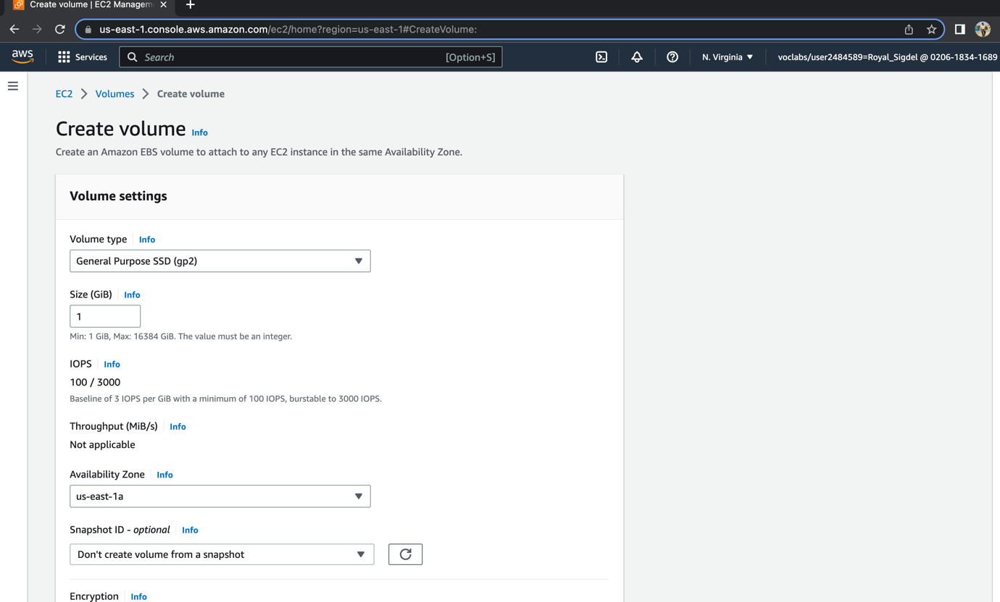 Create volume | EC2 Managem
us-east-1.console.aws.amazon.com/ec2/home?region=us-east-1#CreateVolume:
aws Services Search [Option+S] N. Virginia voclabs/user2484589=Royal_Sigdel @ 0206-1834-1689
EC2 Volumes Create volume
Create volume Info
Create an Amazon EBS volume to attach to any EC2 instance in the same Availability Zone.
Volume settings
Volume type Info
General Purpose SSD (gp2)
Size (GiB) Info
1
Min: 1 GiB, Max: 16384 GiB. The value must be an integer.
IOPS Info
100 / 3000
Baseline of 3 IOPS per GiB with a minimum of 100 IOPS, burstable to 3000 IOPS.
Throughput (MiB/s) Info
Not applicable
Availability Zone Info
us-east-1a
Snapshot ID - optional Info
Don't create volume from a snapshot
Encryption Info